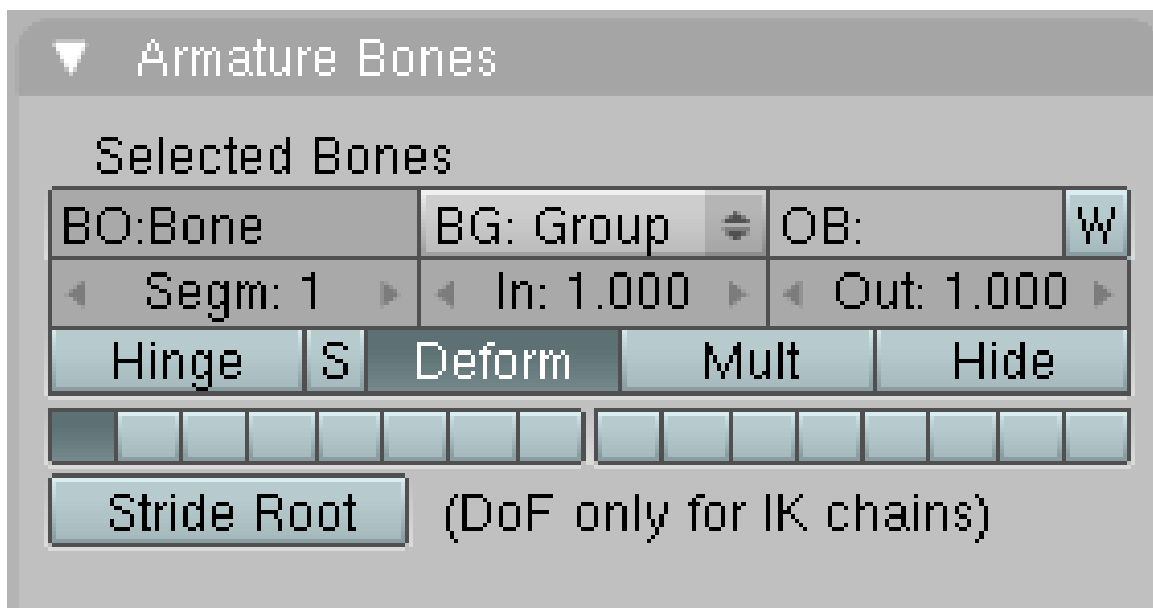 Armature Bones
Selected Bones
BO:Bone BG: Group OB: W
Segm: 1 In: 1.000 Out: 1.000
Hinge S Deform Mult Hide
Stride Root (DoF only for IK chains)